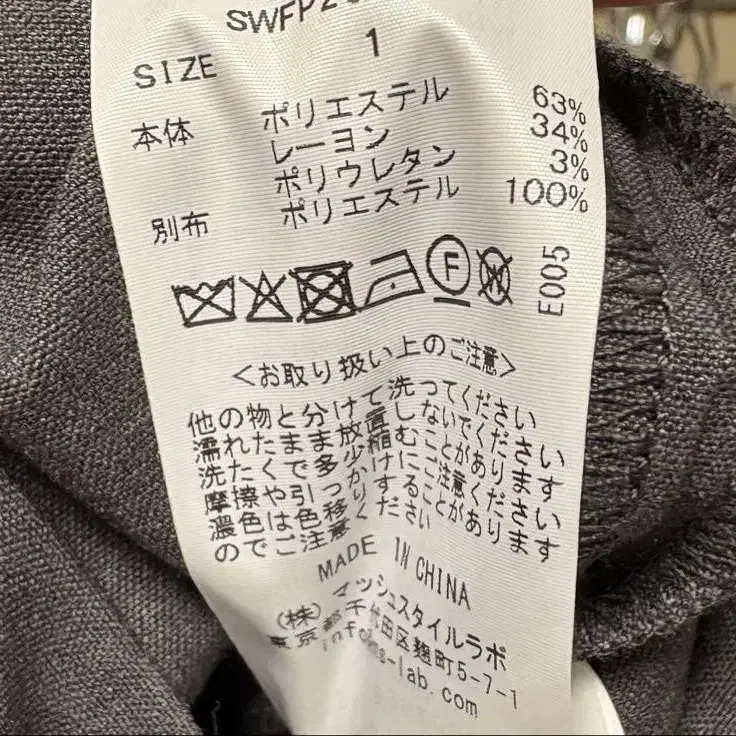 SIZE 1
本体 ポリエステル 63%
レーヨン 34%
ポリウレタン 3%
別布 ポリエステル 100%
F W
E005
<お取り扱い上のご注意>
他の物と分けて洗ってください
濡れたまま放置しないでください
洗たくで多少縮むことがあります
摩擦や引っかけにご注意ください
濃色は色移りすることがあります
のでご注意ください
MADE IN CHINA
(株)マッシュスタイルラボ
東京都千代田区麹町5-7-1